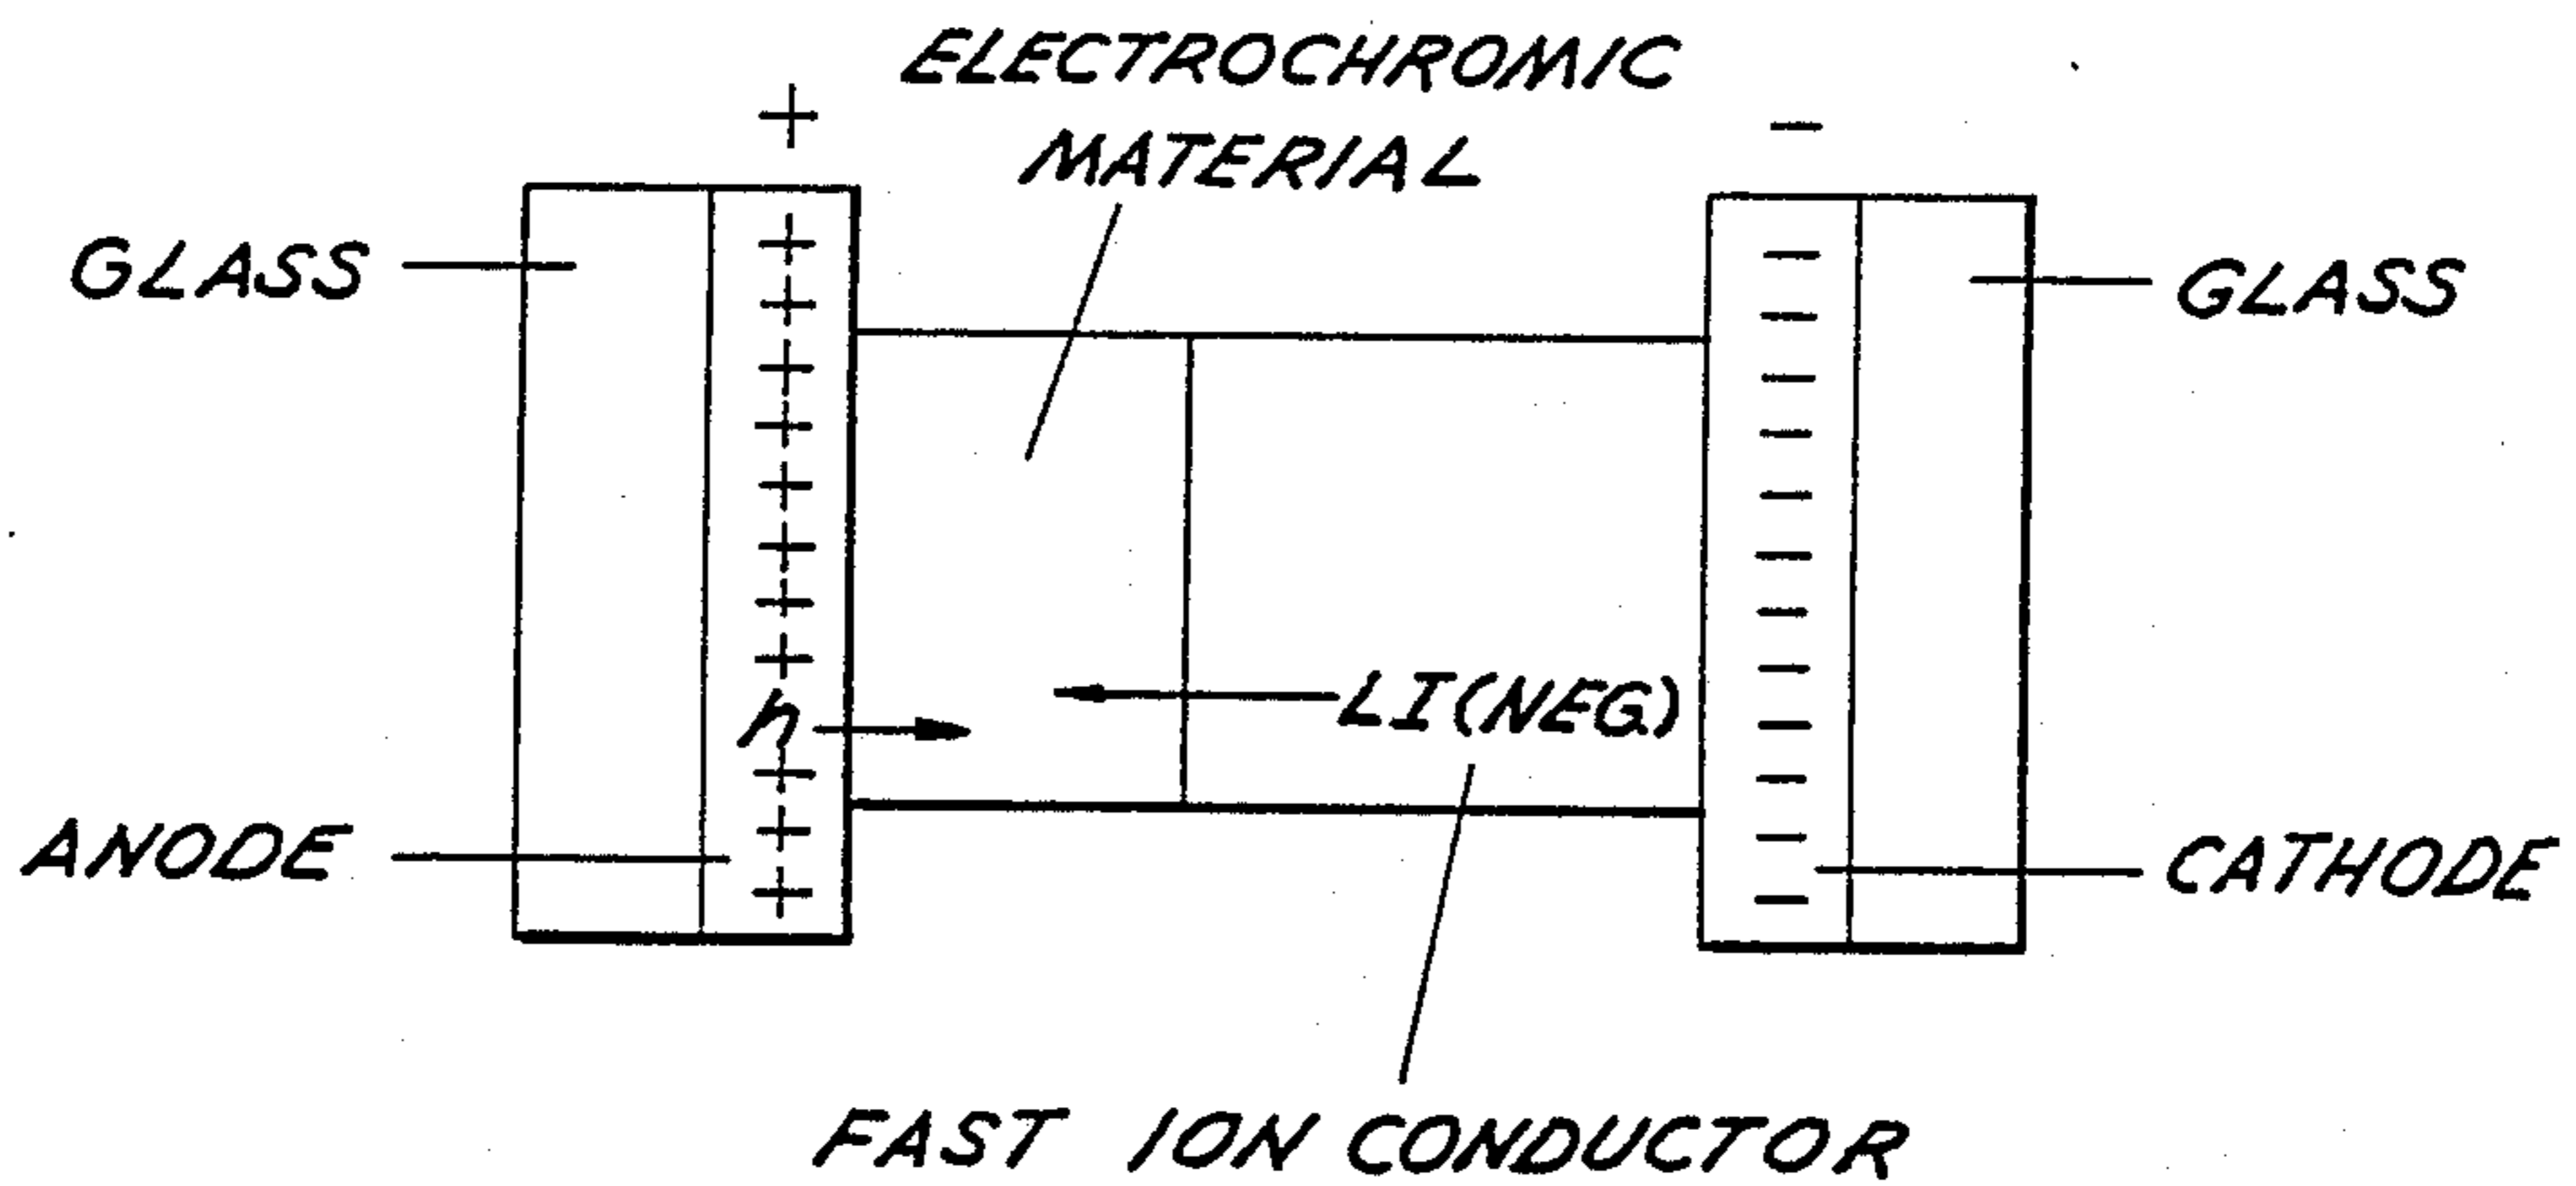 ELECTROCHROMIC
MATERIAL
+
-
GLASS
GLASS
+
+
+
+
+
+
+
+
h
+
+
+
-
-
-
-
-
-
-
-
-
-
-
-
LI(NEG.)
ANODE
CATHODE
FAST ION CONDUCTOR